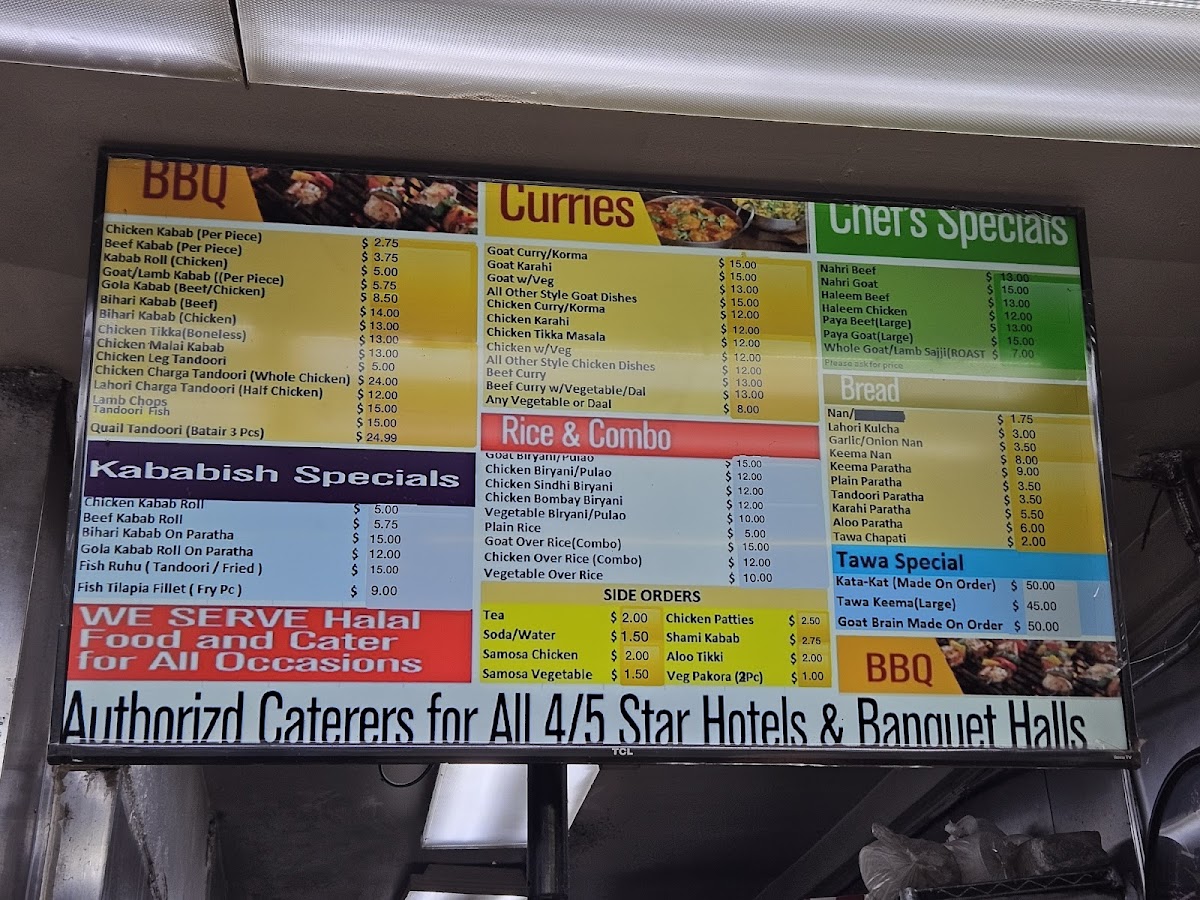 BBQ
Chicken Kabab (Per Piece) $ 2.75
Beef Kabab (Per Piece) $ 3.75
Kabab Roll (Chicken) $ 5.00
Goat/Lamb Kabab ((Per Piece) $ 5.75
Gola Kabab (Beef/Chicken) $ 8.50
Bihari Kabab (Beef) $ 14.00
Bihari Kabab (Chicken) $ 13.00
Chicken Tikka(Boneless) $ 13.00
Chicken Malai Kabab $ 13.00
Chicken Leg Tandoori $ 5.00
Chicken Charga Tandoori (Whole Chicken) $ 24.00
Lahori Charga Tandoori (Half Chicken) $ 12.00
Lamb Chops $ 15.00
Tandoori Fish $ 15.00
Quail Tandoori (Batair 3 Pcs) $ 24.99
Kababish Specials
Chicken Kabab Roll $ 5.00
Beef Kabab Roll $ 5.75
Bihari Kabab On Paratha $ 15.00
Gola Kabab Roll On Paratha $ 12.00
Fish Ruhu ( Tandoori / Fried ) $ 15.00
Fish Tilapia Fillet ( Fry Pc ) $ 9.00
WE SERVE Halal
Food and Cater
for All Occasions
Curries
Goat Curry/Korma $ 15.00
Goat Karahi $ 15.00
Goat w/Veg $ 13.00
All Other Style Goat Dishes $ 15.00
Chicken Curry/Korma $ 12.00
Chicken Karahi $ 12.00
Chicken Tikka Masala $ 12.00
Chicken w/Veg $ 12.00
All Other Style Chicken Dishes $ 12.00
Beef Curry $ 13.00
Beef Curry w/Vegetable/Dal $ 13.00
Any Vegetable or Daal $ 8.00
Rice & Combo
Goat Biryani/Pulao $ 15.00
Chicken Biryani/Pulao $ 12.00
Chicken Sindhi Biryani $ 12.00
Chicken Bombay Biryani $ 12.00
Vegetable Biryani/Pulao $ 10.00
Plain Rice $ 5.00
Goat Over Rice(Combo) $ 15.00
Chicken Over Rice (Combo) $ 12.00
Vegetable Over Rice $ 10.00
SIDE ORDERS
Tea $ 2.00 Chicken Patties $ 2.50
Soda/Water $ 1.50 Shami Kabab $ 2.75
Samosa Chicken $ 2.00 Aloo Tikki $ 2.00
Samosa Vegetable $ 1.50 Veg Pakora (2Pc) $ 1.00
Chef's Specials
Nahri Beef $ 13.00
Nahri Goat $ 15.00
Haleem Beef $ 13.00
Haleem Chicken $ 12.00
Paya Beef(Large) $ 13.00
Paya Goat(Large) $ 15.00
Whole Goat/Lamb Sajji(ROAST $ 7.00
Please ask for price
Bread
Nan/ $ 1.75
Lahori Kulcha $ 3.00
Garlic/Onion Nan $ 3.50
Keema Nan $ 8.00
Keema Paratha $ 9.00
Plain Paratha $ 3.50
Tandoori Paratha $ 3.50
Karahi Paratha $ 5.50
Aloo Paratha $ 6.00
Tawa Chapati $ 2.00
Tawa Special
Kata-Kat (Made On Order) $ 50.00
Tawa Keema(Large) $ 45.00
Goat Brain Made On Order $ 50.00
BBQ
Authorizd Caterers for All 4/5 Star Hotels & Banquet Halls
TCL